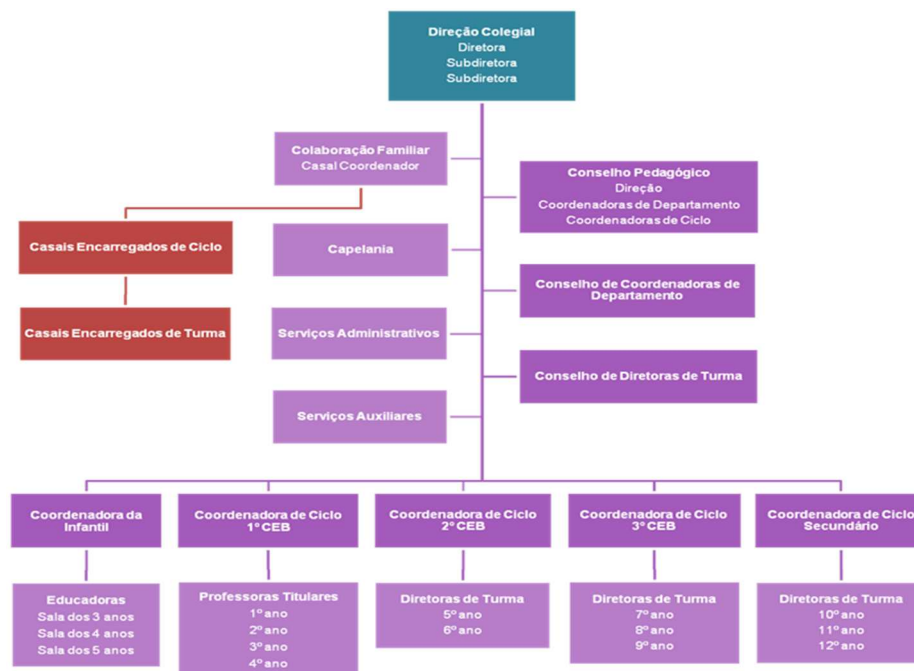 Direção Colegial
Diretora
Subdiretora
Subdiretora
Colaboração Familiar
Casal Coordenador
Conselho Pedagógico
Direção
Coordenadoras de Departamento
Coordenadoras de Ciclo
Casais Encarregados de Ciclo
Capelania
Conselho de Coordenadoras de
Departamento
Casais Encarregados de Turma
Serviços Administrativos
Conselho de Diretoras de Turma
Serviços Auxiliares
Coordenadora da
Infantil
Coordenadora de Ciclo
1º CEB
Coordenadora de Ciclo
2º CEB
Coordenadora de Ciclo
3º CEB
Coordenadora de Ciclo
Secundário
Educadoras
Sala dos 3 anos
Sala dos 4 anos
Sala dos 5 anos
Professoras Titulares
1º ano
2º ano
3º ano
4º ano
Diretoras de Turma
5º ano
6º ano
Diretoras de Turma
7º ano
8º ano
9º ano
Diretoras de Turma
10º ano
11º ano
12º ano